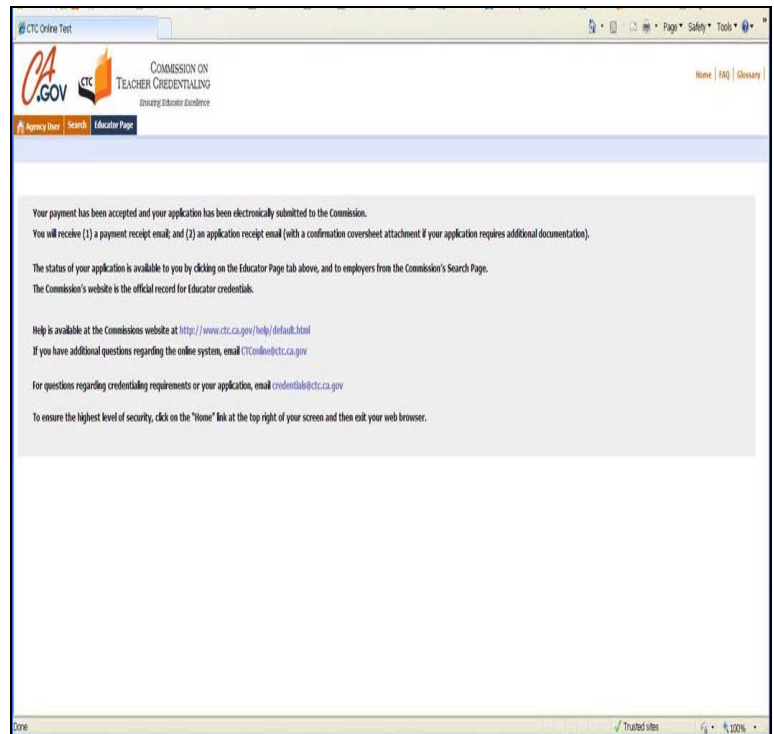 CTC Online Test
Page
Safety
Tools
»
CA
.GOV
CTC
COMMISSION ON
TEACHER CREDENTIALING
Ensuring Educator Excellence
Home | FAQ | Glossary |
Agency User
Search
Educator Page
Your payment has been accepted and your application has been electronically submitted to the Commission.
You will receive (1) a payment receipt email; and (2) an application receipt email (with a confirmation coversheet attachment if your application requires additional documentation).
The status of your application is available to you by clicking on the Educator Page tab above, and to employers from the Commission's Search Page.
The Commission's website is the official record for Educator credentials.
Help is available at the Commissions website at http://www.ctc.ca.gov/help/default.html
If you have additional questions regarding the online system, email CTConline@ctc.ca.gov
For questions regarding credentialing requirements or your application, email credentials@ctc.ca.gov
To ensure the highest level of security, click on the "Home" link at the top right of your screen and then exit your web browser.
Done
Trusted sites
100%